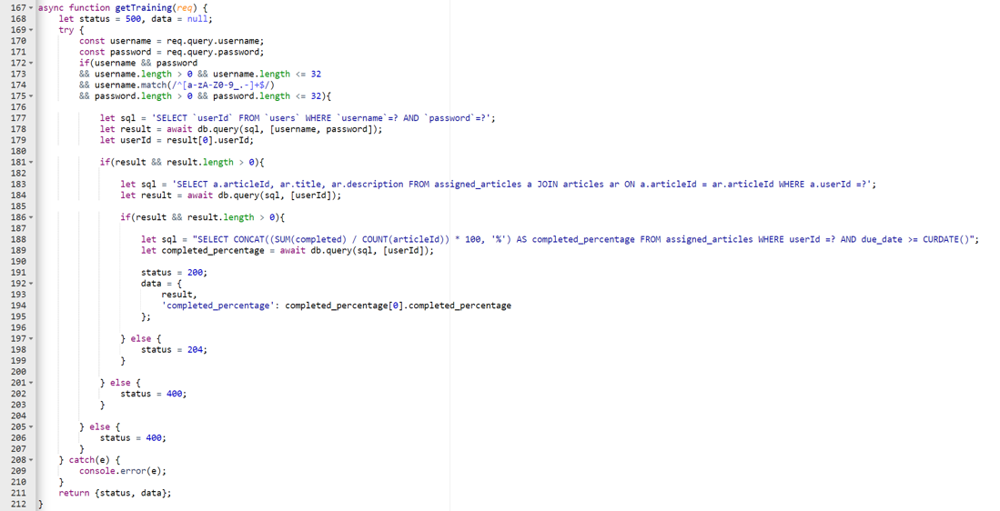 167 async function getTraining(req) {
168     let status = 500, data = null;
169     try {
170         const username = req.query.username;
171         const password = req.query.password;
172         if(username && password
173         && username.length > 0 && username.length <= 32
174         && username.match(/^[a-zA-Z0-9_.-]+$/)
175         && password.length > 0 && password.length <= 32){
176
177             let sql = 'SELECT `userId` FROM `users` WHERE `username`=? AND `password`=?';
178             let result = await db.query(sql, [username, password]);
179             let userId = result[0].userId;
180
181             if(result && result.length > 0){
182
183                 let sql = 'SELECT a.articleId, ar.title, ar.description FROM assigned_articles a JOIN articles ar ON a.articleId = ar.articleId WHERE a.userId =?';
184                 let result = await db.query(sql, [userId]);
185
186                 if(result && result.length > 0){
187
188                     let sql = "SELECT CONCAT((SUM(completed) / COUNT(articleId)) * 100, '%') AS completed_percentage FROM assigned_articles WHERE userId =? AND due_date >= CURDATE()";
189                     let completed_percentage = await db.query(sql, [userId]);
190
191                     status = 200;
192                     data = {
193                         result,
194                         'completed_percentage': completed_percentage[0].completed_percentage
195                     };
196
197                 } else {
198                     status = 204;
199                 }
200
201             } else {
202                 status = 400;
203             }
204
205         } else {
206             status = 400;
207         }
208     } catch(e) {
209         console.error(e);
210     }
211     return {status, data};
212 }